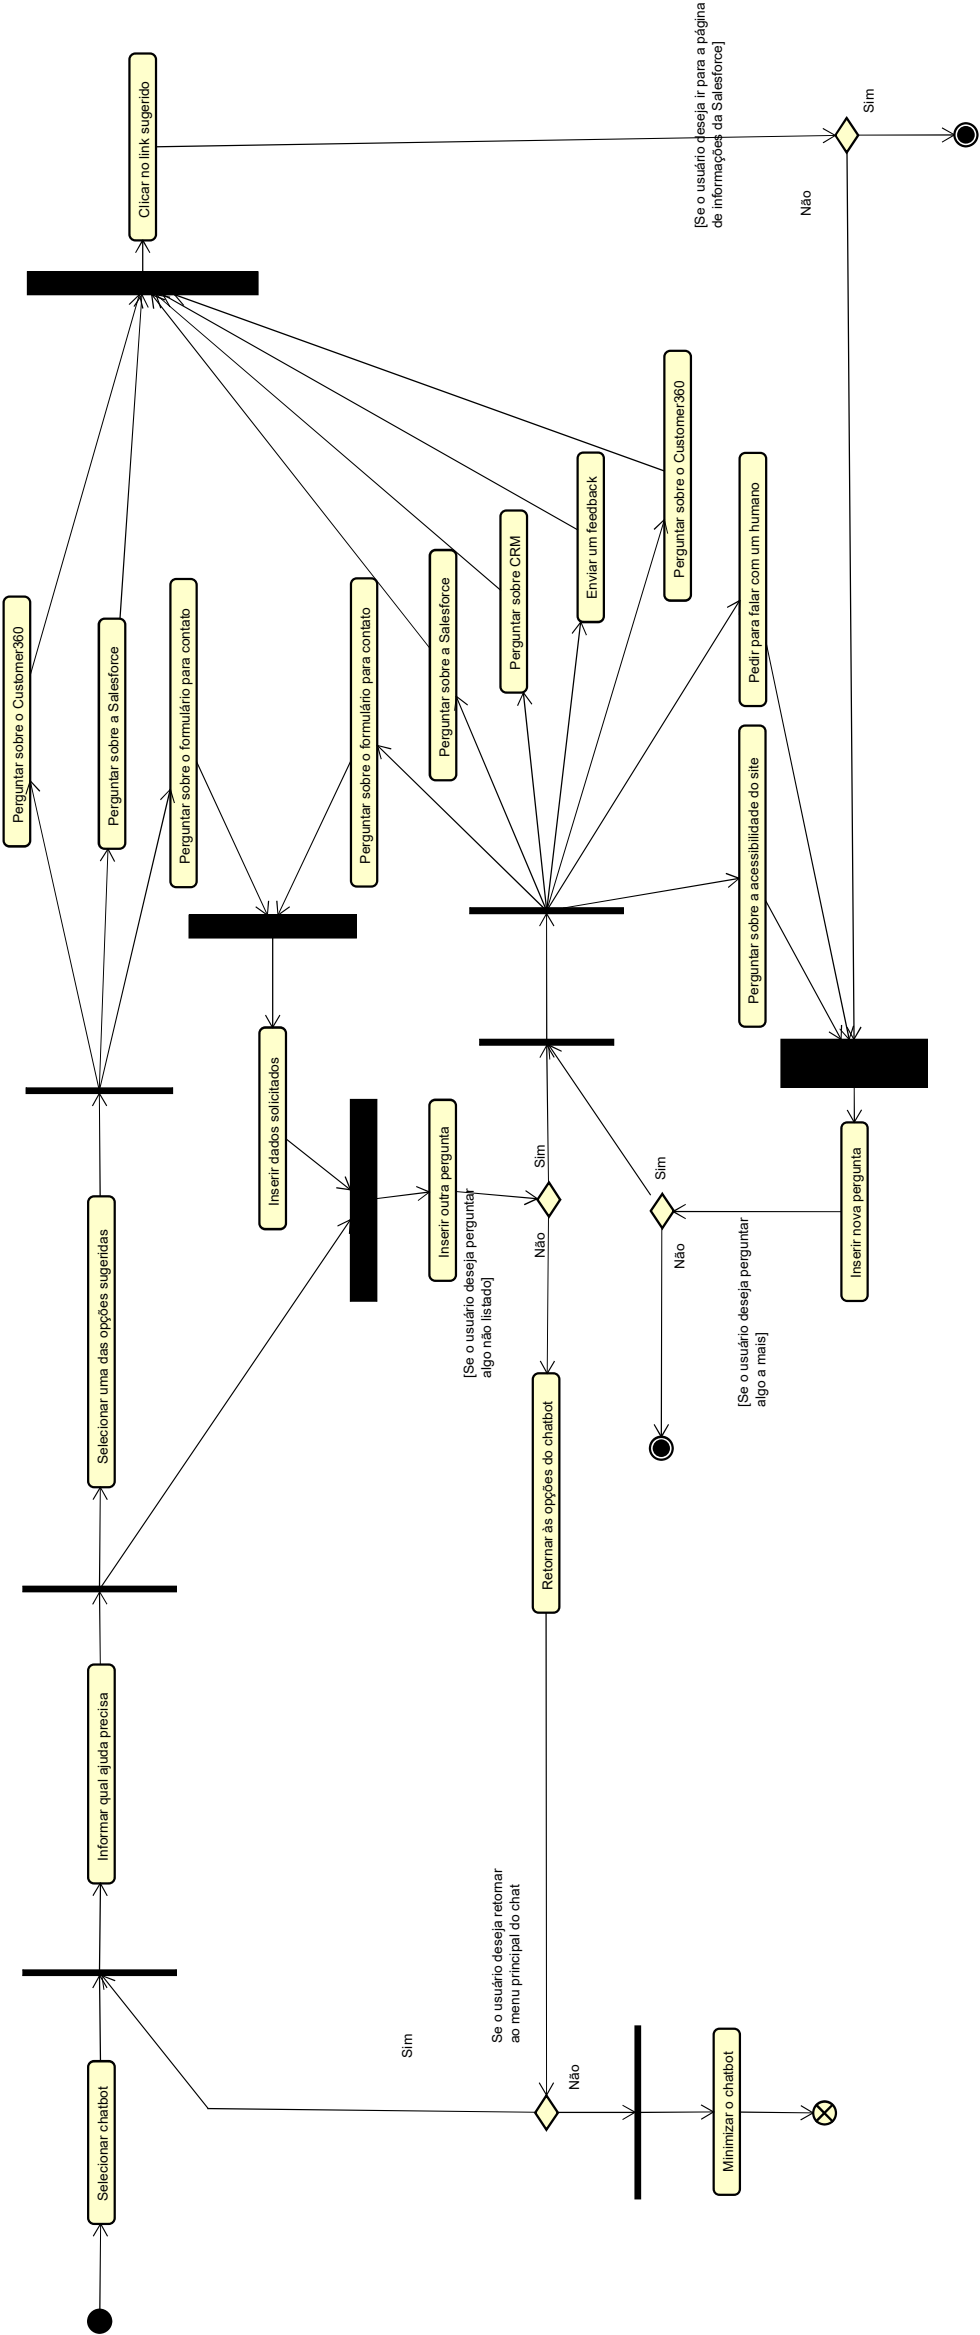 Selecionar chatbot
Informar qual ajuda precisa
Selecionar uma das opções sugeridas
Perguntar sobre o Customer360
Perguntar sobre a Salesforce
Perguntar sobre o formulário para contato
Clicar no link sugerido
Inserir dados solicitados
Perguntar sobre o formulário para contato
Inserir outra pergunta
[Se o usuário deseja perguntar
algo não listado]
Sim
Não
Perguntar sobre a Salesforce
Perguntar sobre CRM
Enviar um feedback
Perguntar sobre o Customer360
Pedir para falar com um humano
Perguntar sobre a acessibilidade do site
Retornar às opções do chatbot
Se o usuário deseja retornar
ao menu principal do chat
Sim
Não
Minimizar o chatbot
Sim
Não
[Se o usuário deseja perguntar
algo a mais]
Inserir nova pergunta
[Se o usuário deseja ir para a página
de informações da Salesforce]
Não
Sim